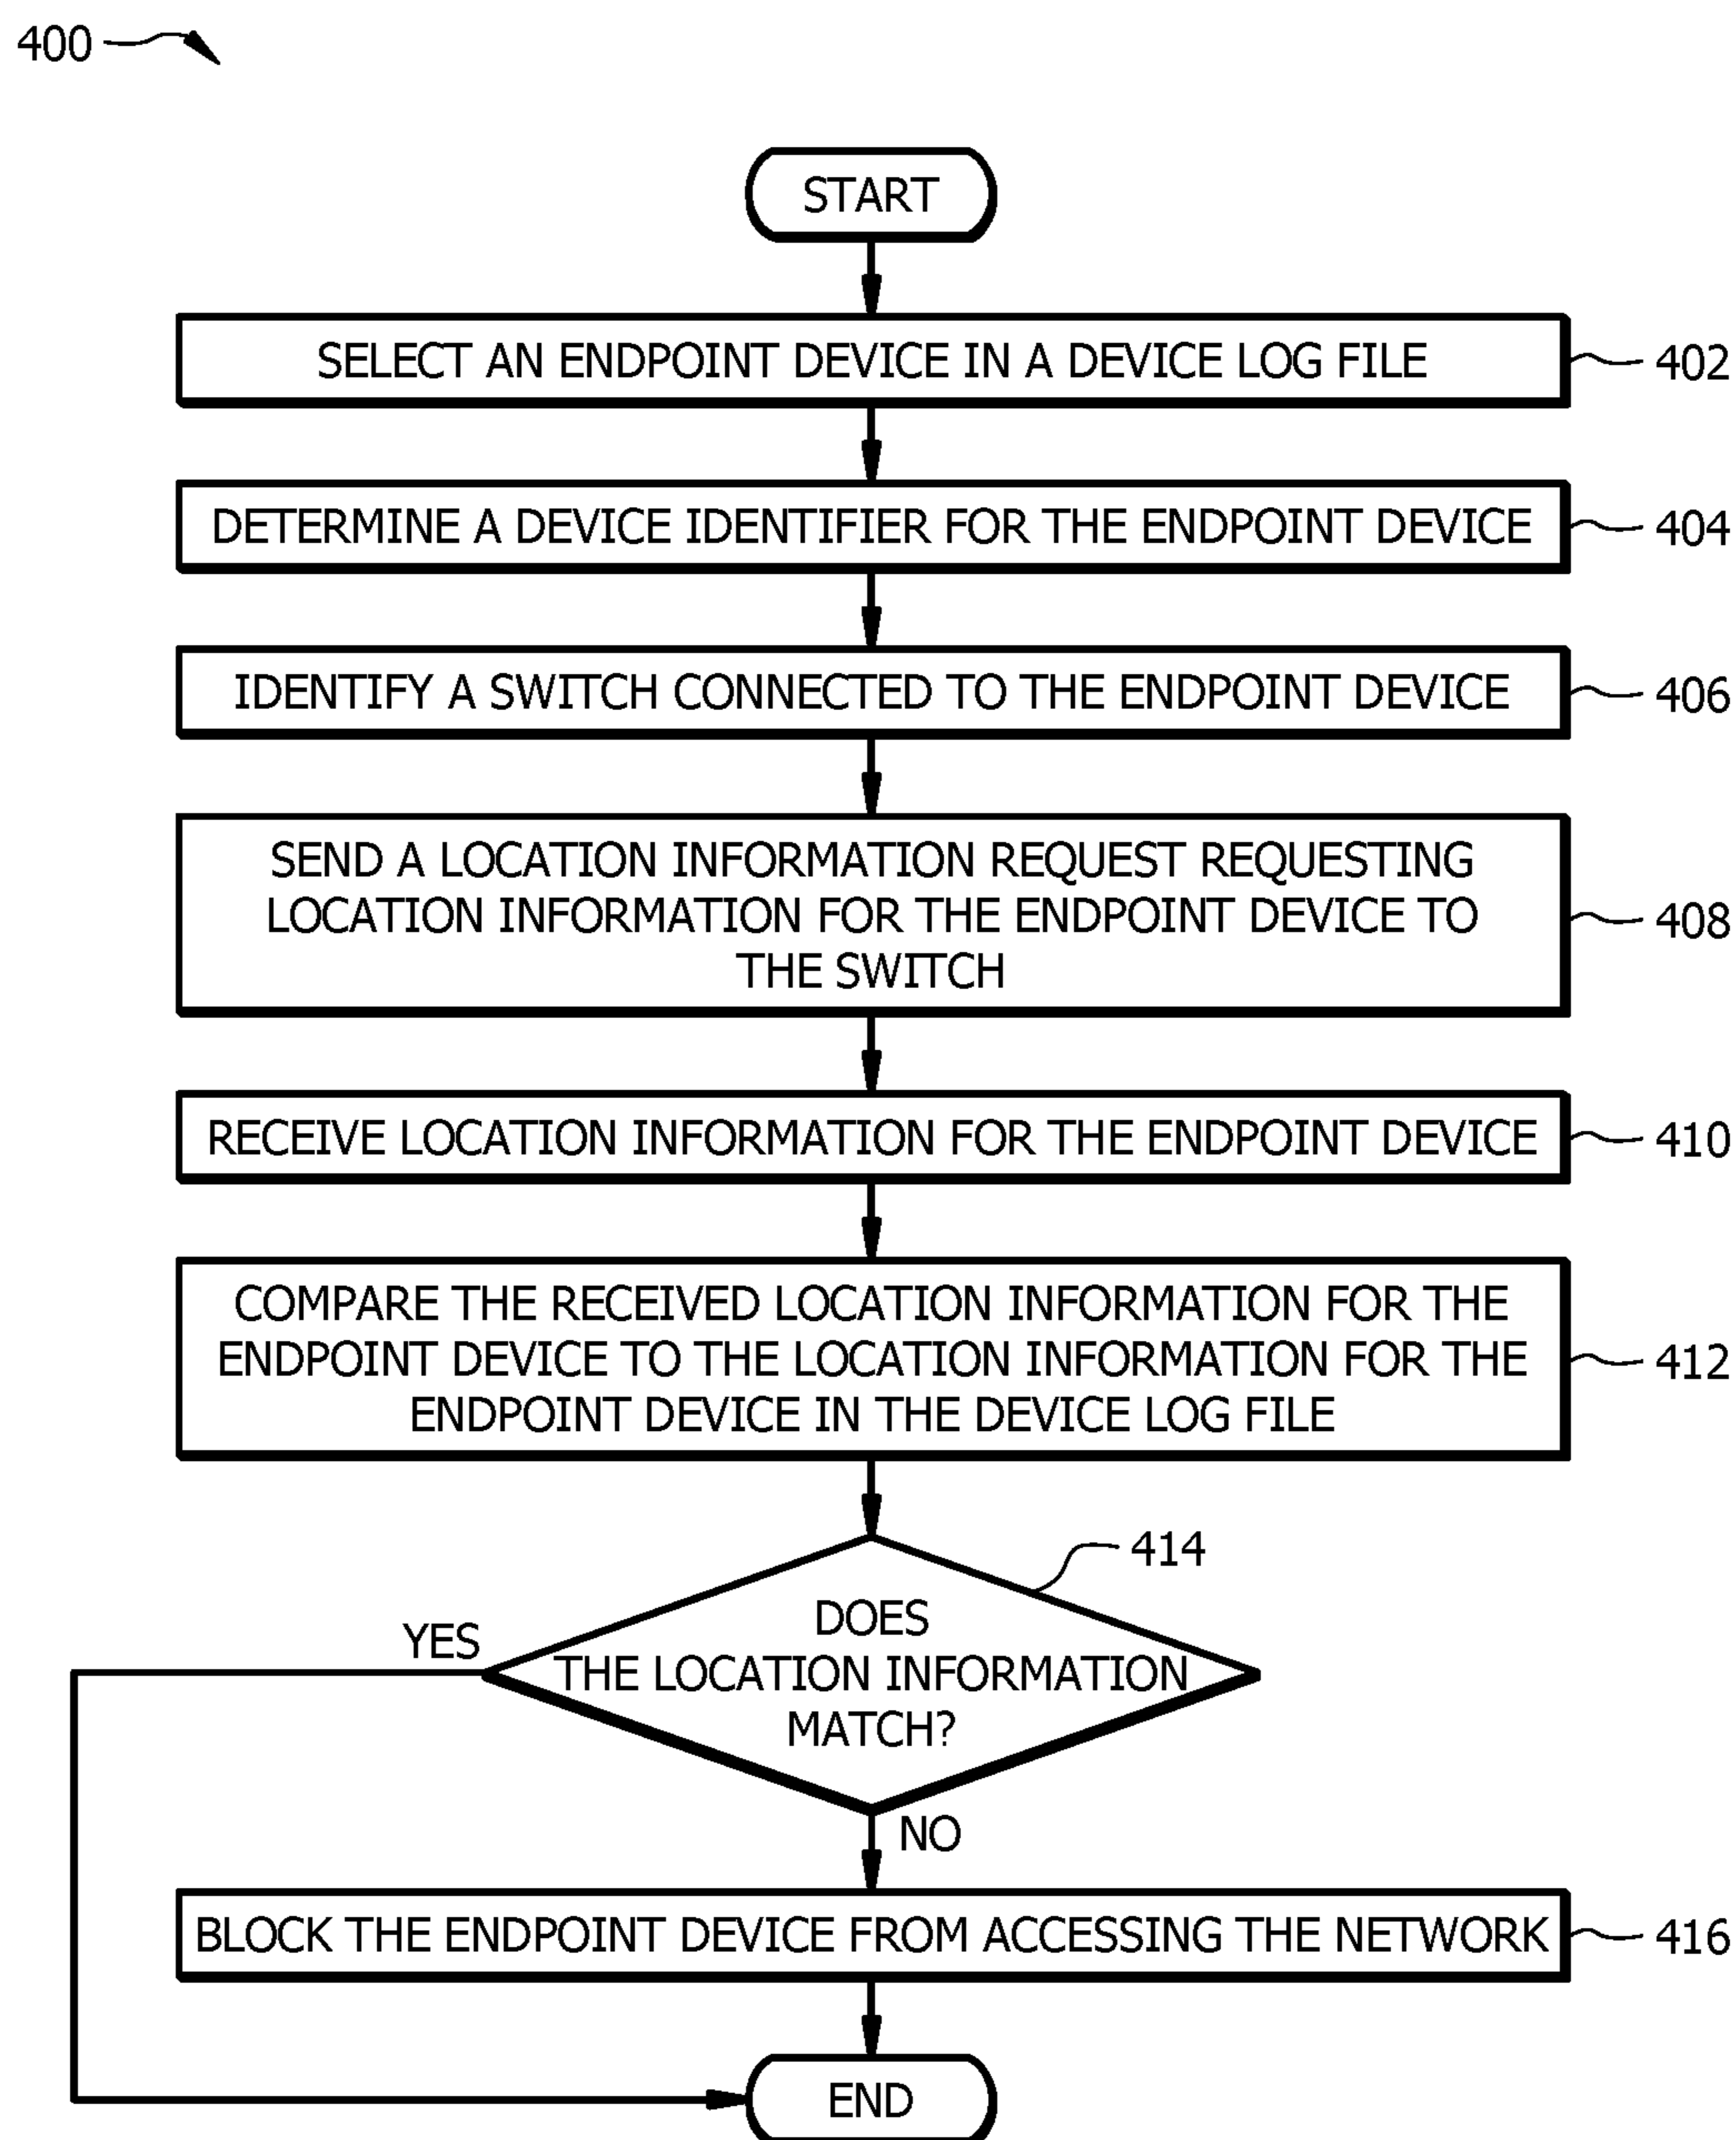 400
START
SELECT AN ENDPOINT DEVICE IN A DEVICE LOG FILE
402
DETERMINE A DEVICE IDENTIFIER FOR THE ENDPOINT DEVICE
404
IDENTIFY A SWITCH CONNECTED TO THE ENDPOINT DEVICE
406
SEND A LOCATION INFORMATION REQUEST REQUESTING
LOCATION INFORMATION FOR THE ENDPOINT DEVICE TO
THE SWITCH
408
RECEIVE LOCATION INFORMATION FOR THE ENDPOINT DEVICE
410
COMPARE THE RECEIVED LOCATION INFORMATION FOR THE
ENDPOINT DEVICE TO THE LOCATION INFORMATION FOR THE
ENDPOINT DEVICE IN THE DEVICE LOG FILE
412
414
DOES
THE LOCATION INFORMATION
MATCH?
YES
NO
BLOCK THE ENDPOINT DEVICE FROM ACCESSING THE NETWORK
416
END